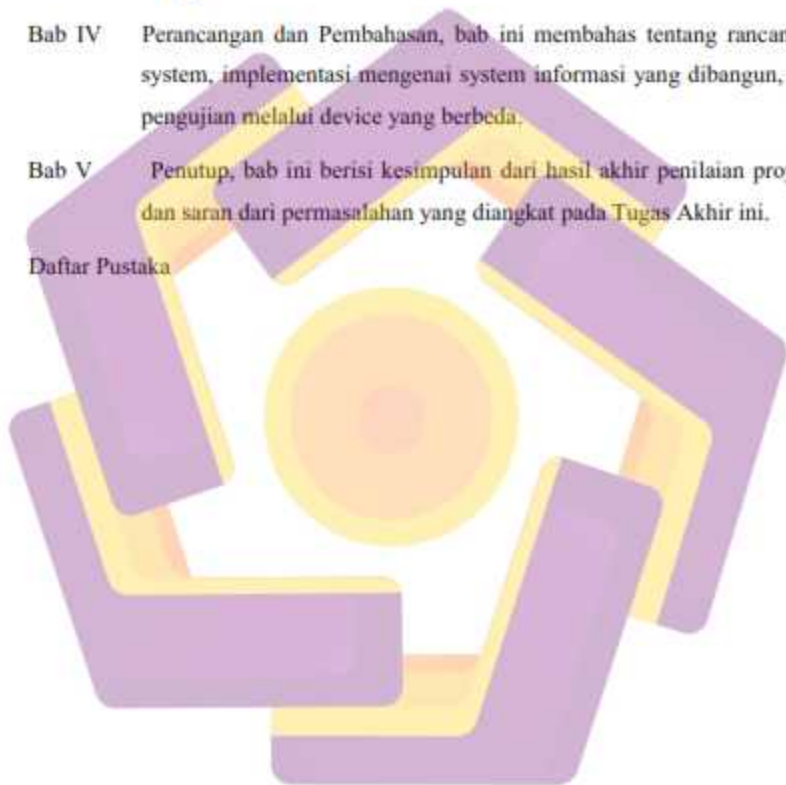 Bab IV Perancangan dan Pembahasan, bab ini membahas tentang
system, implementasi mengenai system informasi yang dibangun,
pengujian melalui device yang berbeda.
Bab V Penutup, bab ini berisi kesimpulan dari hasil akhir penilaian
dan saran dari permasalahan yang diangkat pada Tugas Akhir ini.
Daftar Pustaka